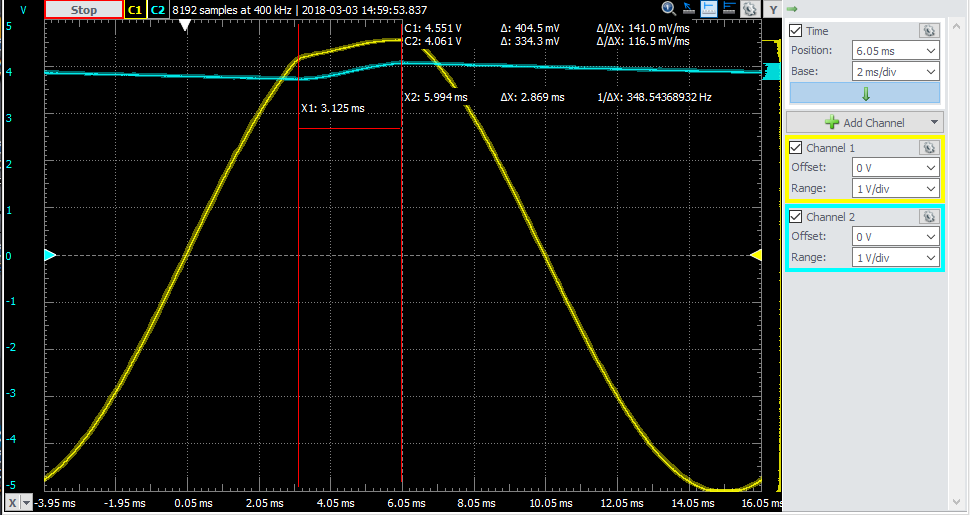 V Stop C1 C2 8192 samples at 400 kHz | 2018-03-03 14:59:53.837 Y
C1: 4.551 V Δ: 404.5 mV Δ/ΔX: 141.0 mV/ms
C2: 4.061 V Δ: 334.3 mV Δ/ΔX: 116.5 mV/ms
X1: 3.125 ms
X2: 5.994 ms ΔX: 2.869 ms 1/ΔX: 348.54368932 Hz
5
4
3
2
1
0
-1
-2
-3
-4
-5
X -3.95 ms -1.95 ms 0.05 ms 2.05 ms 4.05 ms 6.05 ms 8.05 ms 10.05 ms 12.05 ms 14.05 ms 16.05 ms
Time
Position: 6.05 ms
Base: 2 ms/div
Add Channel
Channel 1
Offset: 0 V
Range: 1 V/div
Channel 2
Offset: 0 V
Range: 1 V/div